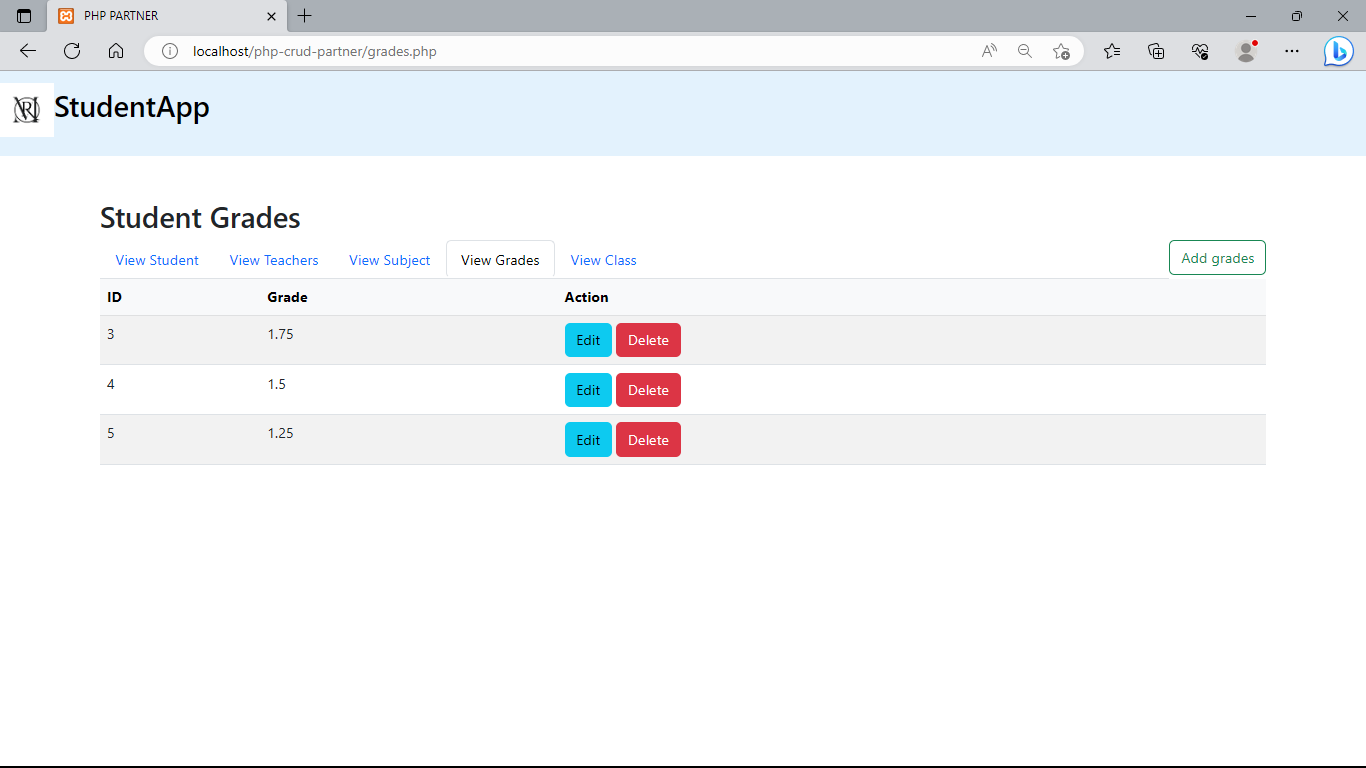 PHP PARTNER
localhost/php-crud-partner/grades.php
StudentApp
Student Grades
View Student View Teachers View Subject View Grades View Class Add grades
ID Grade Action
3 1.75 Edit Delete
4 1.5 Edit Delete
5 1.25 Edit Delete